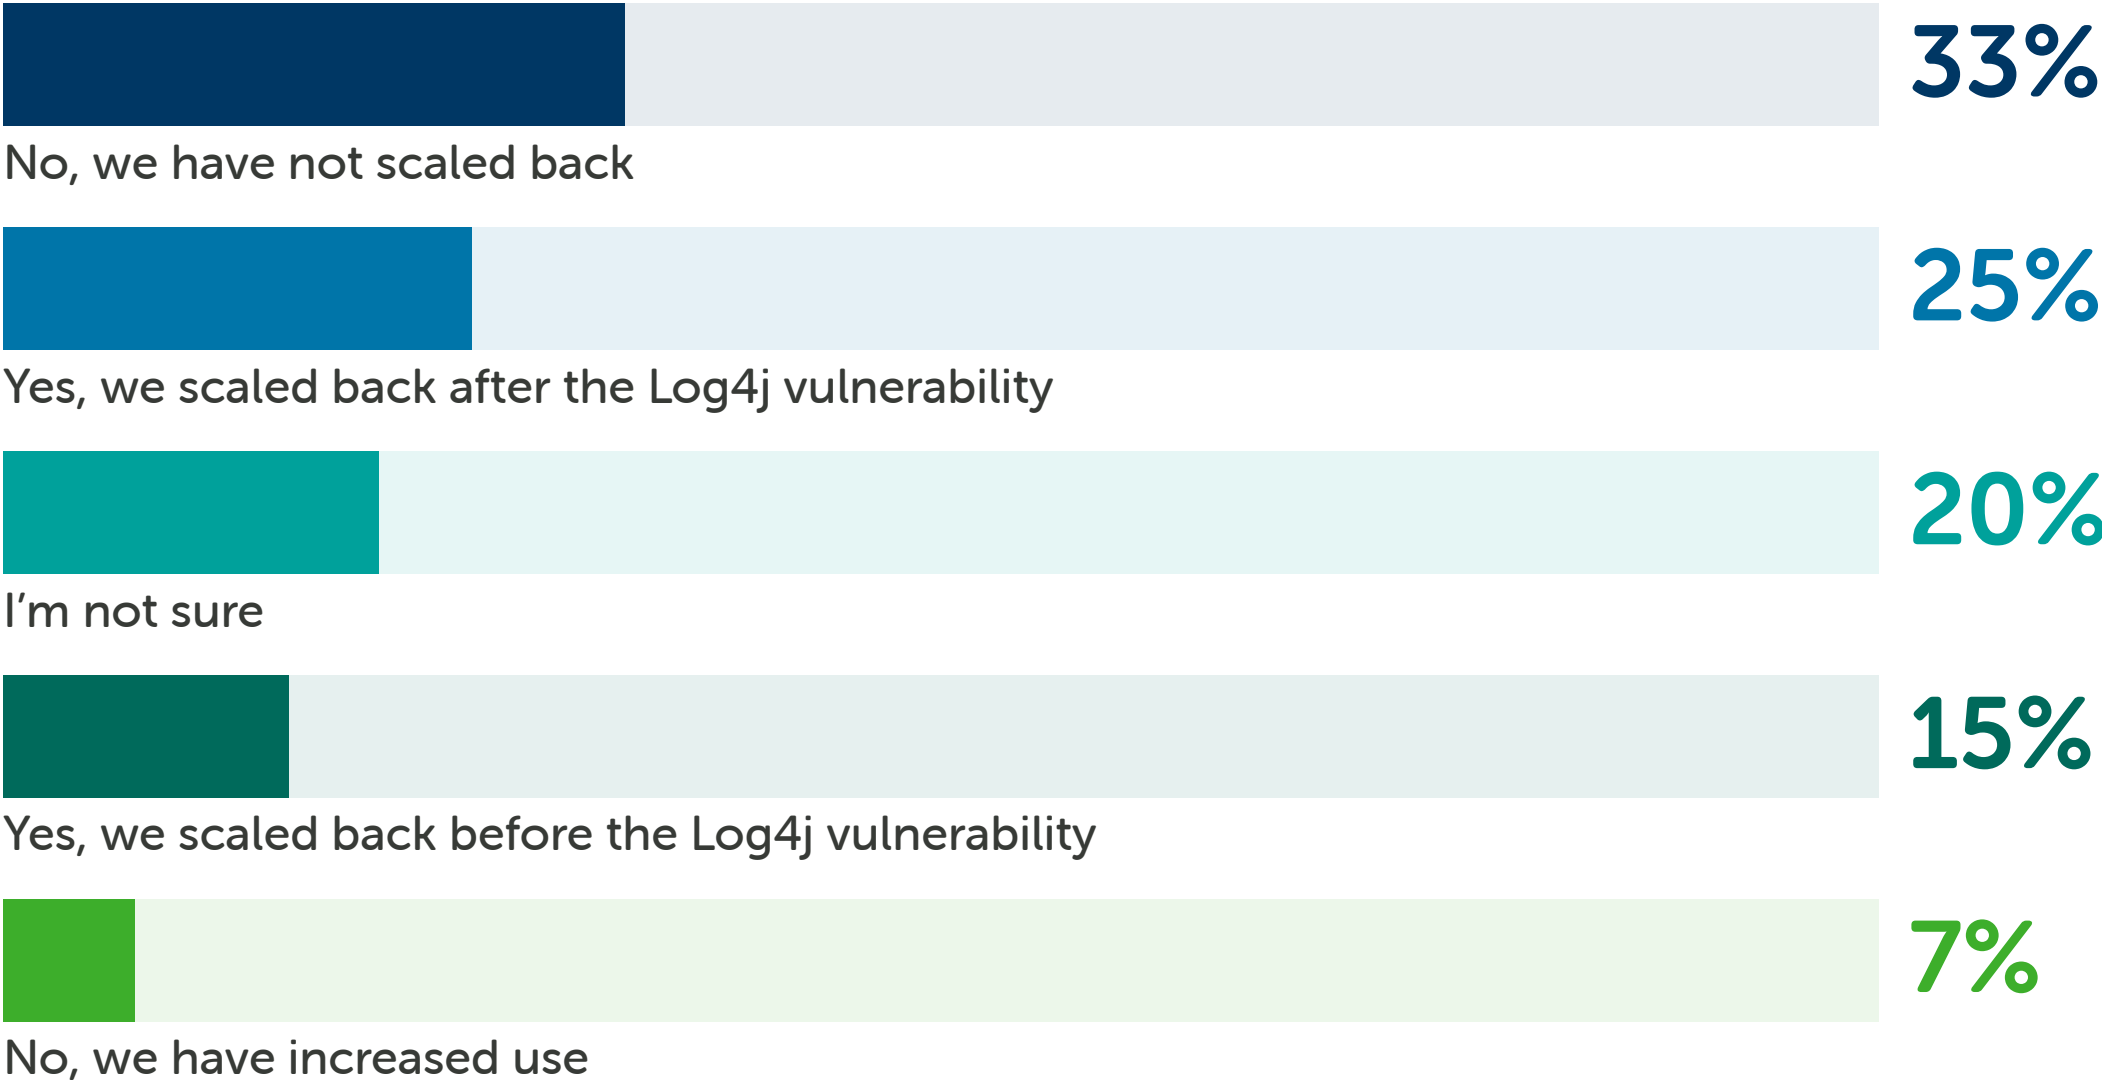 33%
No, we have not scaled back
25%
Yes, we scaled back after the Log4j vulnerability
20%
I’m not sure
15%
Yes, we scaled back before the Log4j vulnerability
7%
No, we have increased use